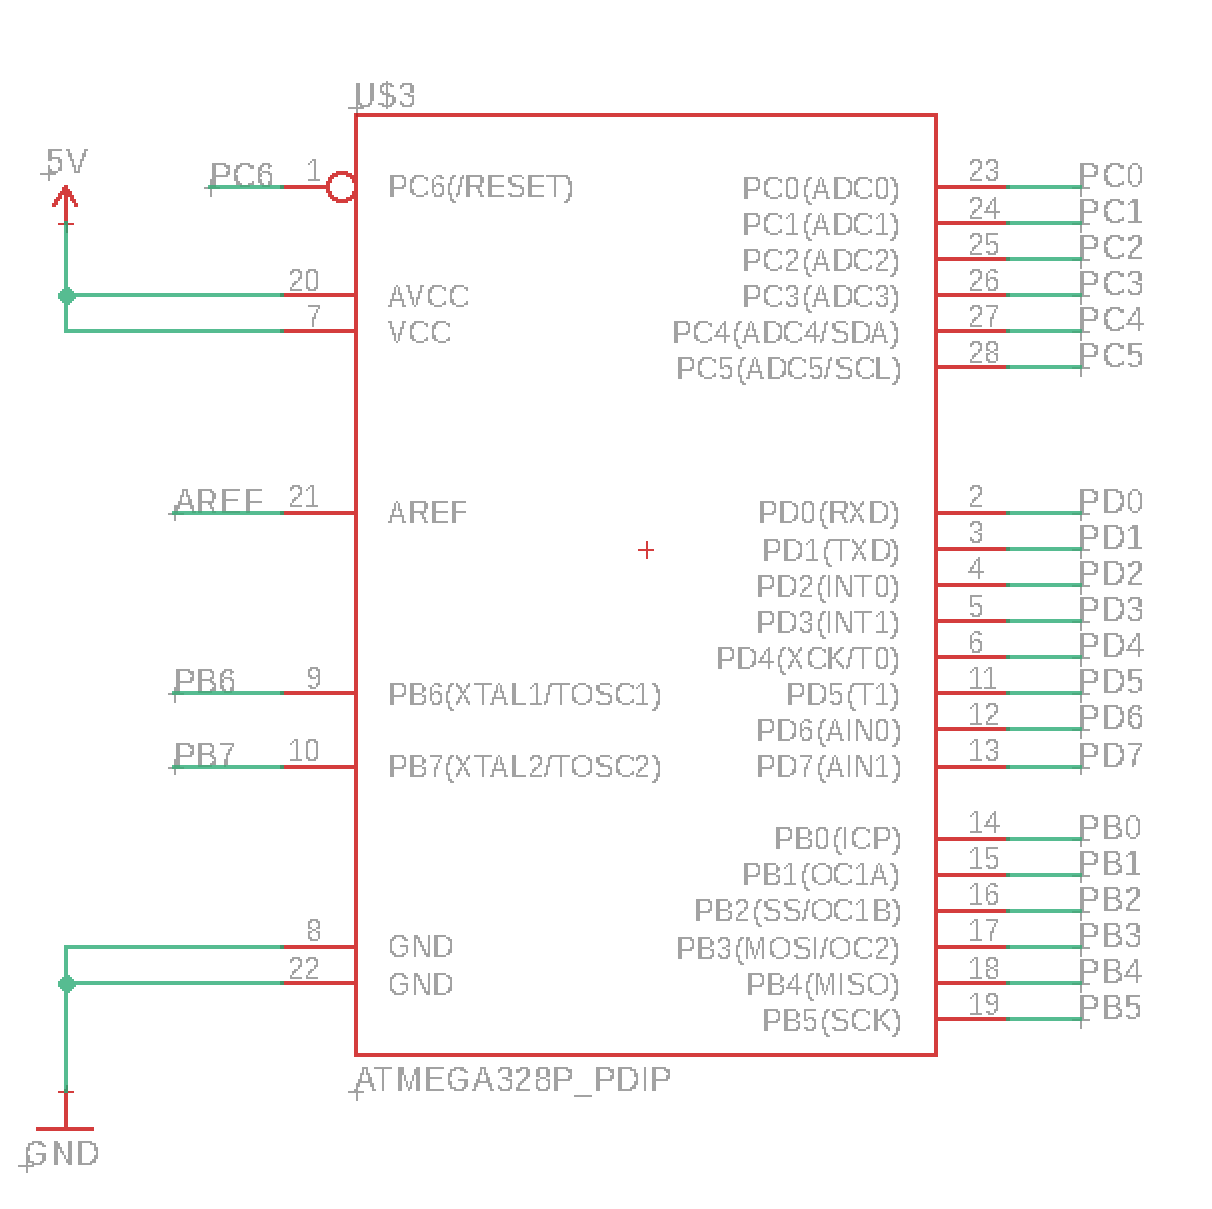 U$3
5V
PC6 1 PC6(/RESET) PC0(ADC0) 23 PC0
PC1(ADC1) 24 PC1
PC2(ADC2) 25 PC2
20 AVCC PC3(ADC3) 26 PC3
7 VCC PC4(ADC4/SDA) 27 PC4
PC5(ADC5/SCL) 28 PC5
AREF 21 AREF PD0(RXD) 2 PD0
PD1(TXD) 3 PD1
PD2(INT0) 4 PD2
PD3(INT1) 5 PD3
PD4(XCK/T0) 6 PD4
PB6 9 PB6(XTAL1/TOSC1) PD5(T1) 11 PD5
PD6(AIN0) 12 PD6
PB7 10 PB7(XTAL2/TOSC2) PD7(AIN1) 13 PD7
PB0(ICP) 14 PB0
PB1(OC1A) 15 PB1
PB2(SS/OC1B) 16 PB2
8 GND PB3(MOSI/OC2) 17 PB3
22 GND PB4(MISO) 18 PB4
PB5(SCK) 19 PB5
ATMEGA328P_PDIP
GND